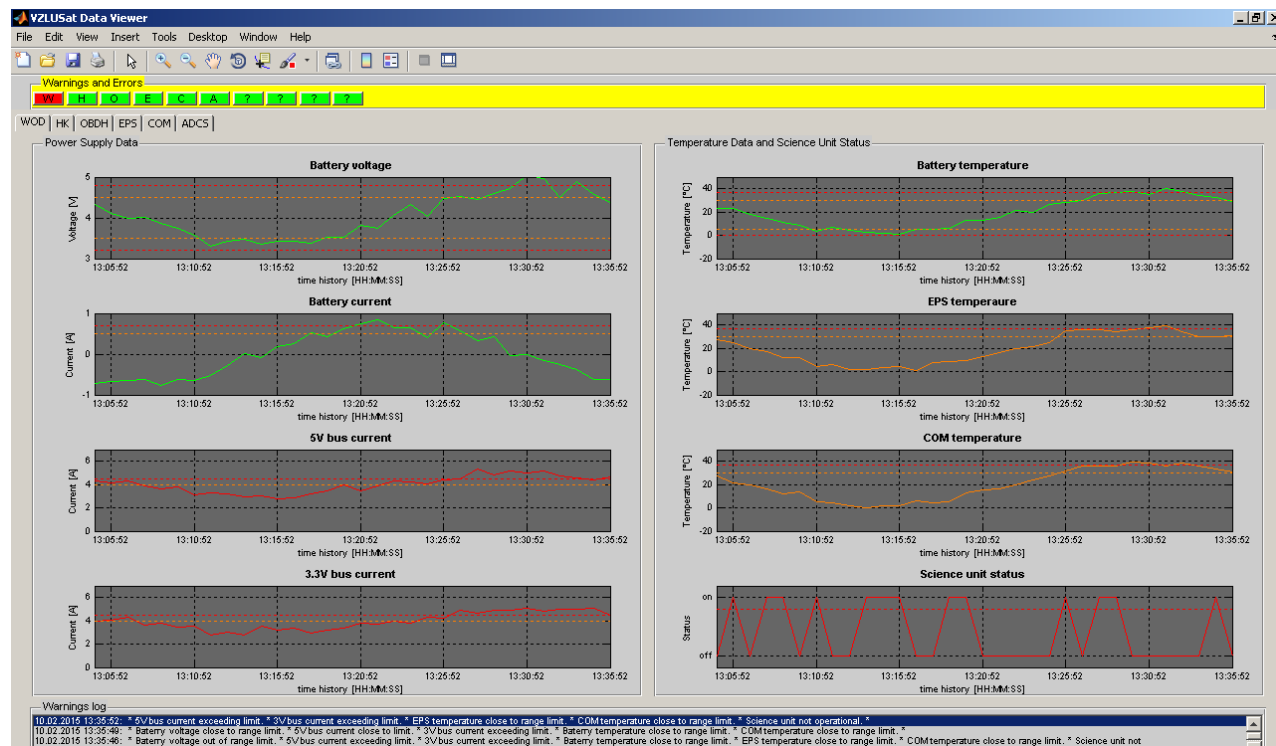 VZLUSat Data Viewer
File Edit View Insert Tools Desktop Window Help
Warnings and Errors
W H O E C A ? ? ? ?
WOD HK OBDH EPS COM ADCS
Power Supply Data
Battery voltage
Voltage [V]
5
4
3
13:05:52 13:10:52 13:15:52 13:20:52 13:25:52 13:30:52 13:35:52
time history [HH:MM:SS]
Battery current
Current [A]
1
0
-1
13:05:52 13:10:52 13:15:52 13:20:52 13:25:52 13:30:52 13:35:52
time history [HH:MM:SS]
5V bus current
Current [A]
6
4
2
0
13:05:52 13:10:52 13:15:52 13:20:52 13:25:52 13:30:52 13:35:52
time history [HH:MM:SS]
3.3V bus current
Current [A]
6
4
2
0
13:05:52 13:10:52 13:15:52 13:20:52 13:25:52 13:30:52 13:35:52
time history [HH:MM:SS]
Temperature Data and Science Unit Status
Battery temperature
Temperature [°C]
40
20
0
-20
13:05:52 13:10:52 13:15:52 13:20:52 13:25:52 13:30:52 13:35:52
time history [HH:MM:SS]
EPS temperaure
Temperature [°C]
40
20
0
-20
13:05:52 13:10:52 13:15:52 13:20:52 13:25:52 13:30:52 13:35:52
time history [HH:MM:SS]
COM temperature
Temperature [°C]
40
20
0
-20
13:05:52 13:10:52 13:15:52 13:20:52 13:25:52 13:30:52 13:35:52
time history [HH:MM:SS]
Science unit status
Status
on
off
13:05:52 13:10:52 13:15:52 13:20:52 13:25:52 13:30:52 13:35:52
time history [HH:MM:SS]
Warnings log
10.02.2015 13:35:52: * 5V bus current exceeding limit. * 3V bus current exceeding limit. * EPS temperature close to range limit. * COM temperature close to range limit. * Science unit not operational. *
10.02.2015 13:35:49: * Baterry voltage close to range limit. * 5V bus current close to limit. * 3V bus current exceeding limit. * Baterry temperature close to range limit. * COM temperature close to range limit. *
10.02.2015 13:35:46: * Baterry voltage out of range limit. * 5V bus current exceeding limit. * 3V bus current exceeding limit. * Baterry temperature close to range limit. * EPS temperature close to range limit. * COM temperature close to range limit. * Science unit not